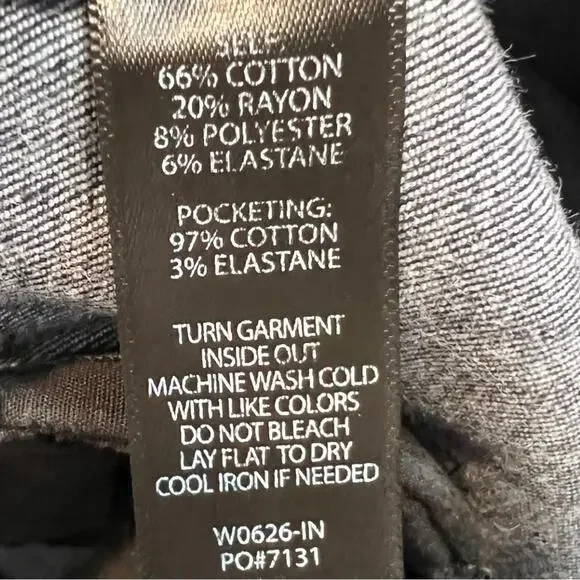 SELF
66% COTTON
20% RAYON
8% POLYESTER
6% ELASTANE
POCKETING:
97% COTTON
3% ELASTANE
TURN GARMENT
INSIDE OUT
MACHINE WASH COLD
WITH LIKE COLORS
DO NOT BLEACH
LAY FLAT TO DRY
COOL IRON IF NEEDED
W0626-IN
PO#7131